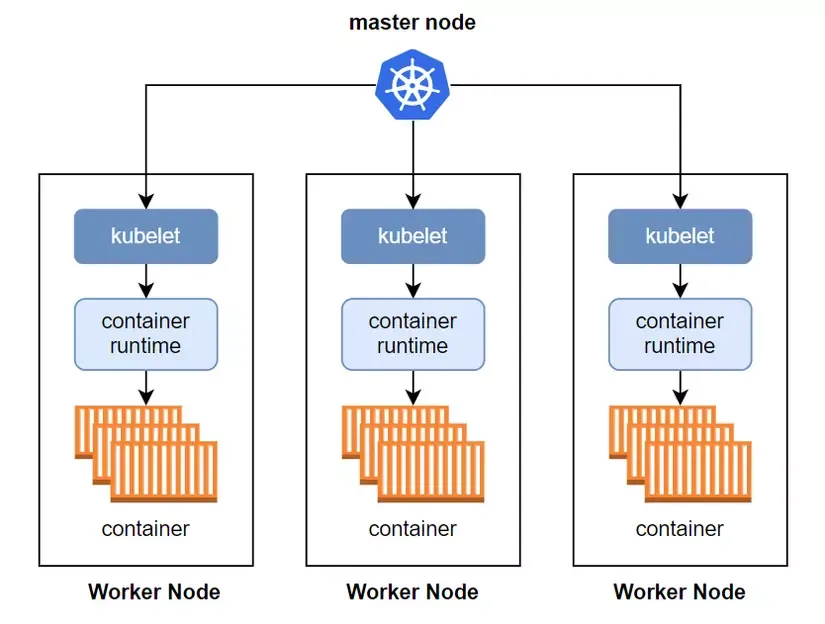 master node
kubelet
kubelet
kubelet
container
runtime
container
runtime
container
runtime
container
container
container
Worker Node
Worker Node
Worker Node